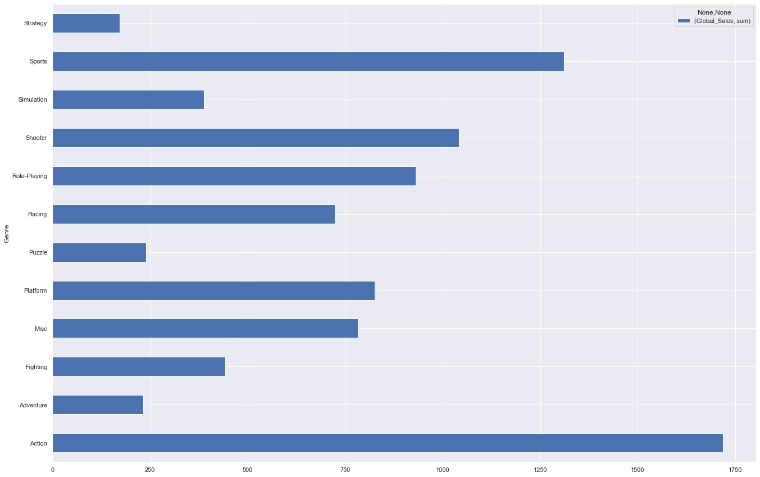 None,None
(Global_Sales, sum)
Genre
Strategy
Sports
Simulation
Shooter
Role-Playing
Racing
Puzzle
Platform
Misc
Fighting
Adventure
Action
0 250 500 750 1000 1250 1500 1750